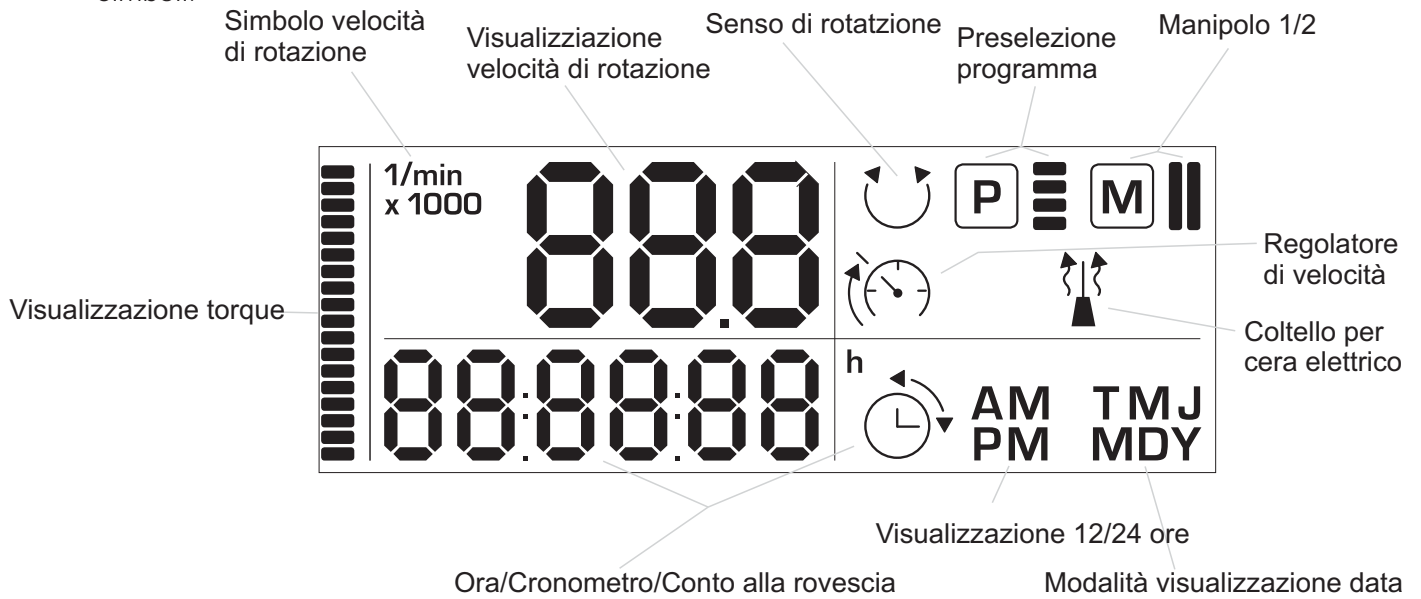 Simbolo velocità
di rotazione
Visualizziazione
velocità di rotazione
Senso di rotatzione
Preselezione
programma
Manipolo 1/2
1/min
x 1000
888
P
M
Regolatore
di velocità
Visualizzazione torque
Coltello per
cera elettrico
88:88:88
h
AM
PM
TMJ
MDY
Visualizzazione 12/24 ore
Ora/Cronometro/Conto alla rovescia
Modalità visualizzazione data